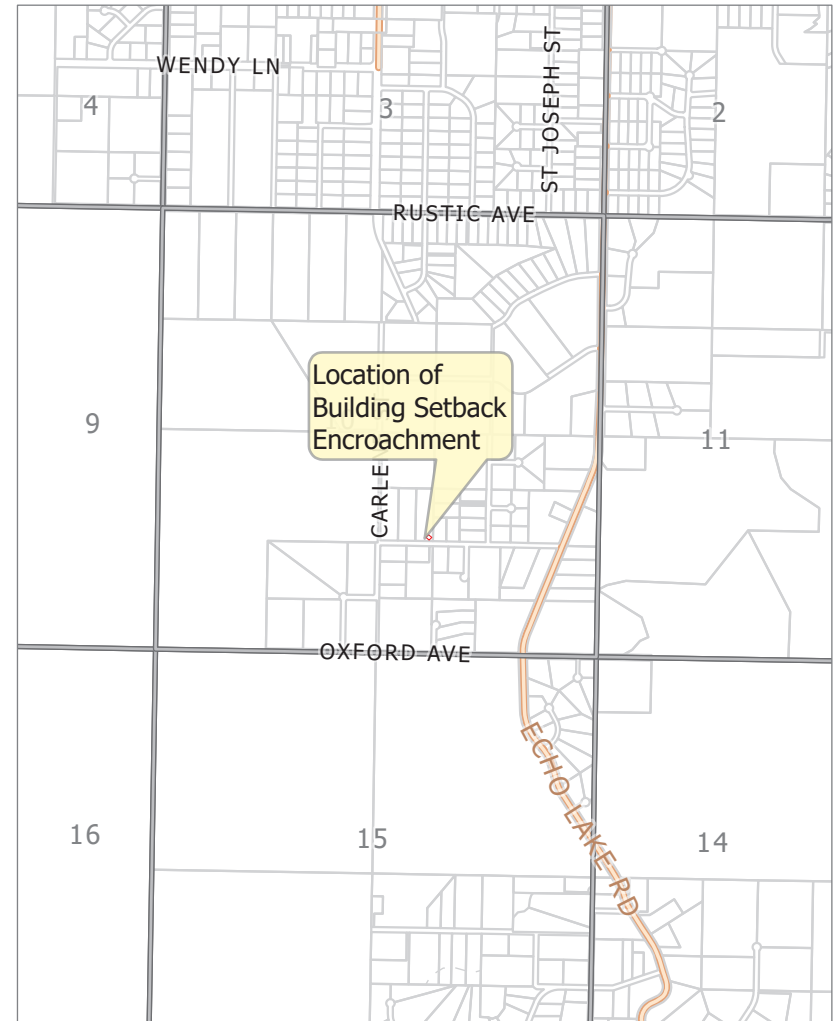 WENDY LN
ST JOSEPH ST
4
3
2
RUSTIC AVE
Location of
Building Setback
Encroachment
9
11
OXFORD AVE
ECHO LAKE RD
16
15
14